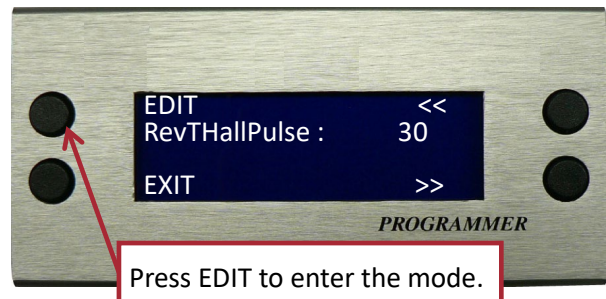 EDIT <<
RevTHallPulse : 30
EXIT >>
PROGRAMMER
Press EDIT to enter the mode.